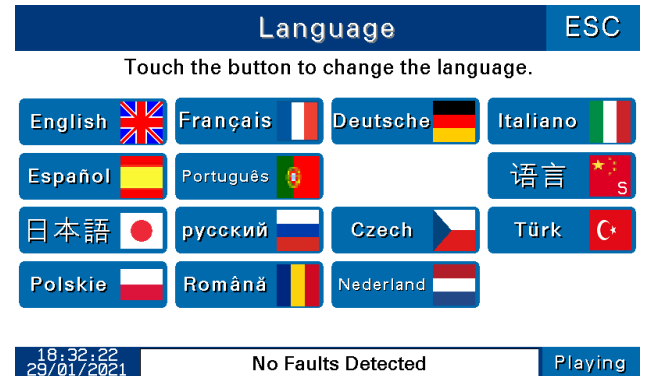 Language
ESC
Touch the button to change the language.
English
Français
Deutsche
Italiano
Español
Português
语言
S
日本語
русский
Czech
Türk
Polskie
Română
Nederland
18:32:22
29/01/2021
No Faults Detected
Playing